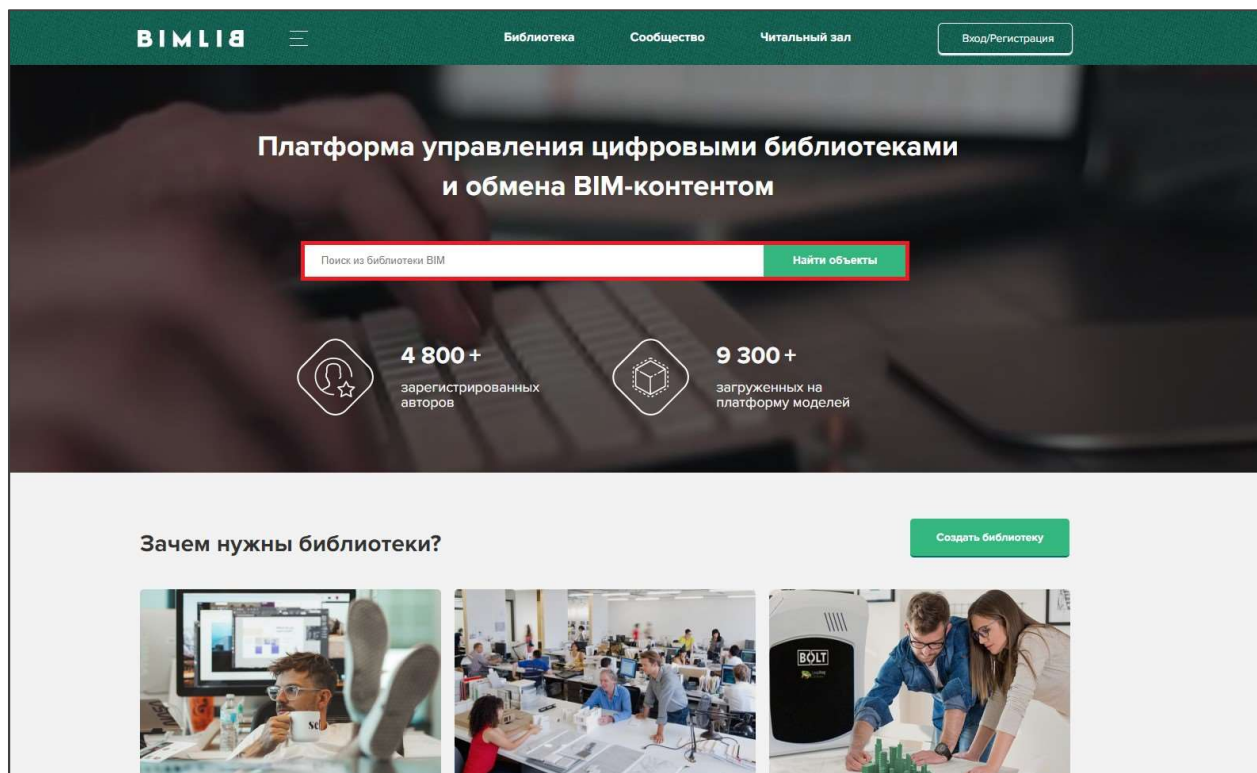 BIMLIB
Библиотека
Сообщество
Читальный зал
Вход/Регистрация
Платформа управления цифровыми библиотеками
и обмена BIM-контентом
Поиск из библиотеки BIM
Найти объекты
4 800 +
зарегистрированных
авторов
9 300 +
загруженных на
платформу моделей
Зачем нужны библиотеки?
Создать библиотеку
BOLT